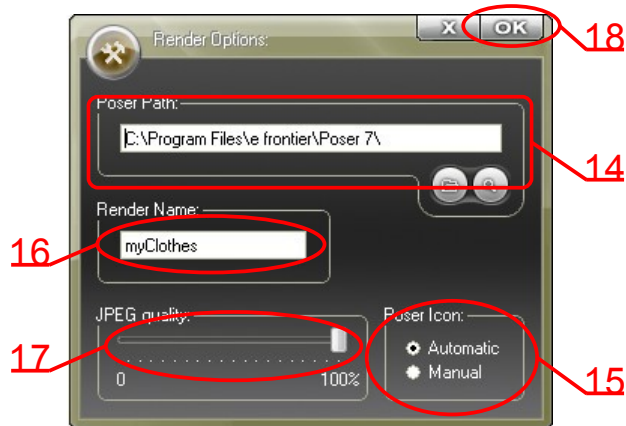 Render Options:
X OK
18
Poser Path:
C:\Program Files\e frontier\Poser 7\
14
Render Name:
16
myClothes
JPEG quality:
Poser Icon:
17
Automatic
Manual
0 100%
15